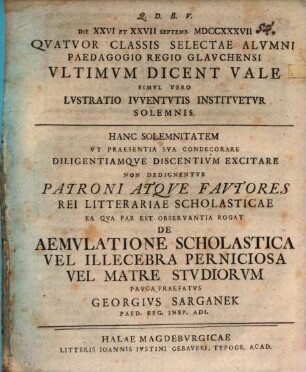 Q. D. B. V.
DIE XXVI ET XXVII SEPTEMB. MDCCXXXVII
QVATVOR CLASSIS SELECTAE ALVMNI
PAEDAGOGIO REGIO GLAVCHENSI
VLTIMVM DICENT VALE
SIMVL VERO
LVSTRATIO IVVENTVTIS INSTITVETVR
SOLEMNIS.
HANC SOLEMNITATEM
VT PRAESENTIA SVA CONDECORARE
DILIGENTIAMQVE DISCENTIVM EXCITARE
NON DEDIGNENTVR
PATRONI ATQVE FAVTORES
REI LITTERARIAE SCHOLASTICAE
EA QVA PAR EST OBSERVANTIA ROGAT
DE
AEMVLATIONE SCHOLASTICA
VEL ILLECEBRA PERNICIOSA
VEL MATRE STVDIORVM
PAVCA PRAEFATVS
GEORGIVS SARGANEK
PAED. REG. INSP. ADI.
HALAE MAGDEBVRGICAE
LITTERIS IOANNIS IVSTINI GEBAVERI, TYPOGR. ACAD.